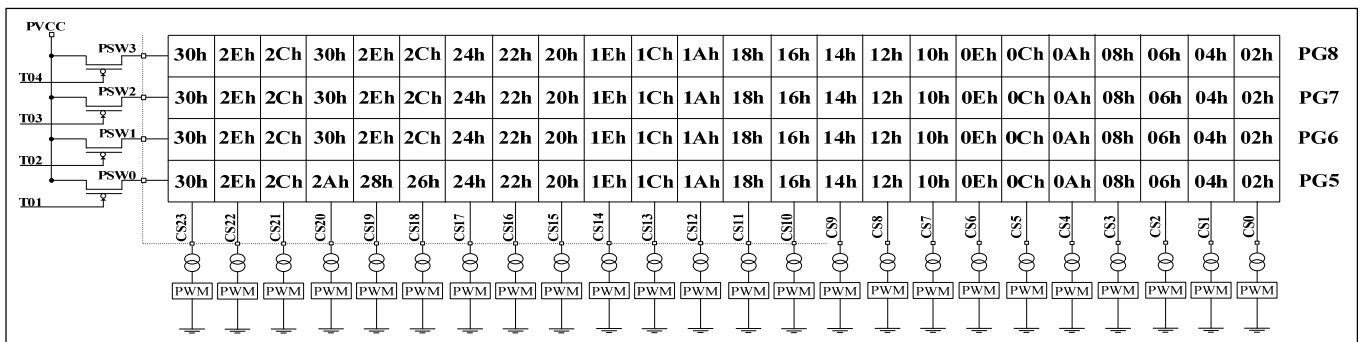 PVCC
PSW3
T04
30h 2Eh 2Ch 30h 2Eh 2Ch 24h 22h 20h 1Eh 1Ch 1Ah 18h 16h 14h 12h 10h 0Eh 0Ch 0Ah 08h 06h 04h 02h PG8
PSW2
T03
30h 2Eh 2Ch 30h 2Eh 2Ch 24h 22h 20h 1Eh 1Ch 1Ah 18h 16h 14h 12h 10h 0Eh 0Ch 0Ah 08h 06h 04h 02h PG7
PSW1
T02
30h 2Eh 2Ch 30h 2Eh 2Ch 24h 22h 20h 1Eh 1Ch 1Ah 18h 16h 14h 12h 10h 0Eh 0Ch 0Ah 08h 06h 04h 02h PG6
PSW0
T01
30h 2Eh 2Ch 2Ah 28h 26h 24h 22h 20h 1Eh 1Ch 1Ah 18h 16h 14h 12h 10h 0Eh 0Ch 0Ah 08h 06h 04h 02h PG5
CS23 CS22 CS21 CS20 CS19 CS18 CS17 CS16 CS15 CS14 CS13 CS12 CS11 CS10 CS9 CS8 CS7 CS6 CS5 CS4 CS3 CS2 CS1 CS0
PWM PWM PWM PWM PWM PWM PWM PWM PWM PWM PWM PWM PWM PWM PWM PWM PWM PWM PWM PWM PWM PWM PWM PWM